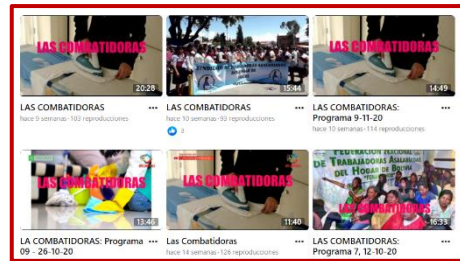 LAS COMBATIDORAS
20:28
LAS COMBATIDORAS
hace 9 semanas·103 reproducciones
LAS COMBATIDORAS
15:44
LAS COMBATIDORAS
hace 10 semanas·93 reproducciones
3
LAS COMBATIDORAS
14:49
LAS COMBATIDORAS:
Programa 9-11-20
hace 10 semanas·114 reproducciones
LAS COMBATIDORAS
13:46
LA COMBATIDORAS: Programa
09 - 26-10-20
LAS COMBATIDORAS
11:40
Las Combatidoras
hace 14 semanas·126 reproducciones
FEDERACION NACIONAL
DE TRABAJADORAS ASALARIADAS
DEL HOGAR DE BOLIVIA
LAS COMBATIDORAS
16:33
LAS COMBATIDORAS:
Programa 7, 12-10-20